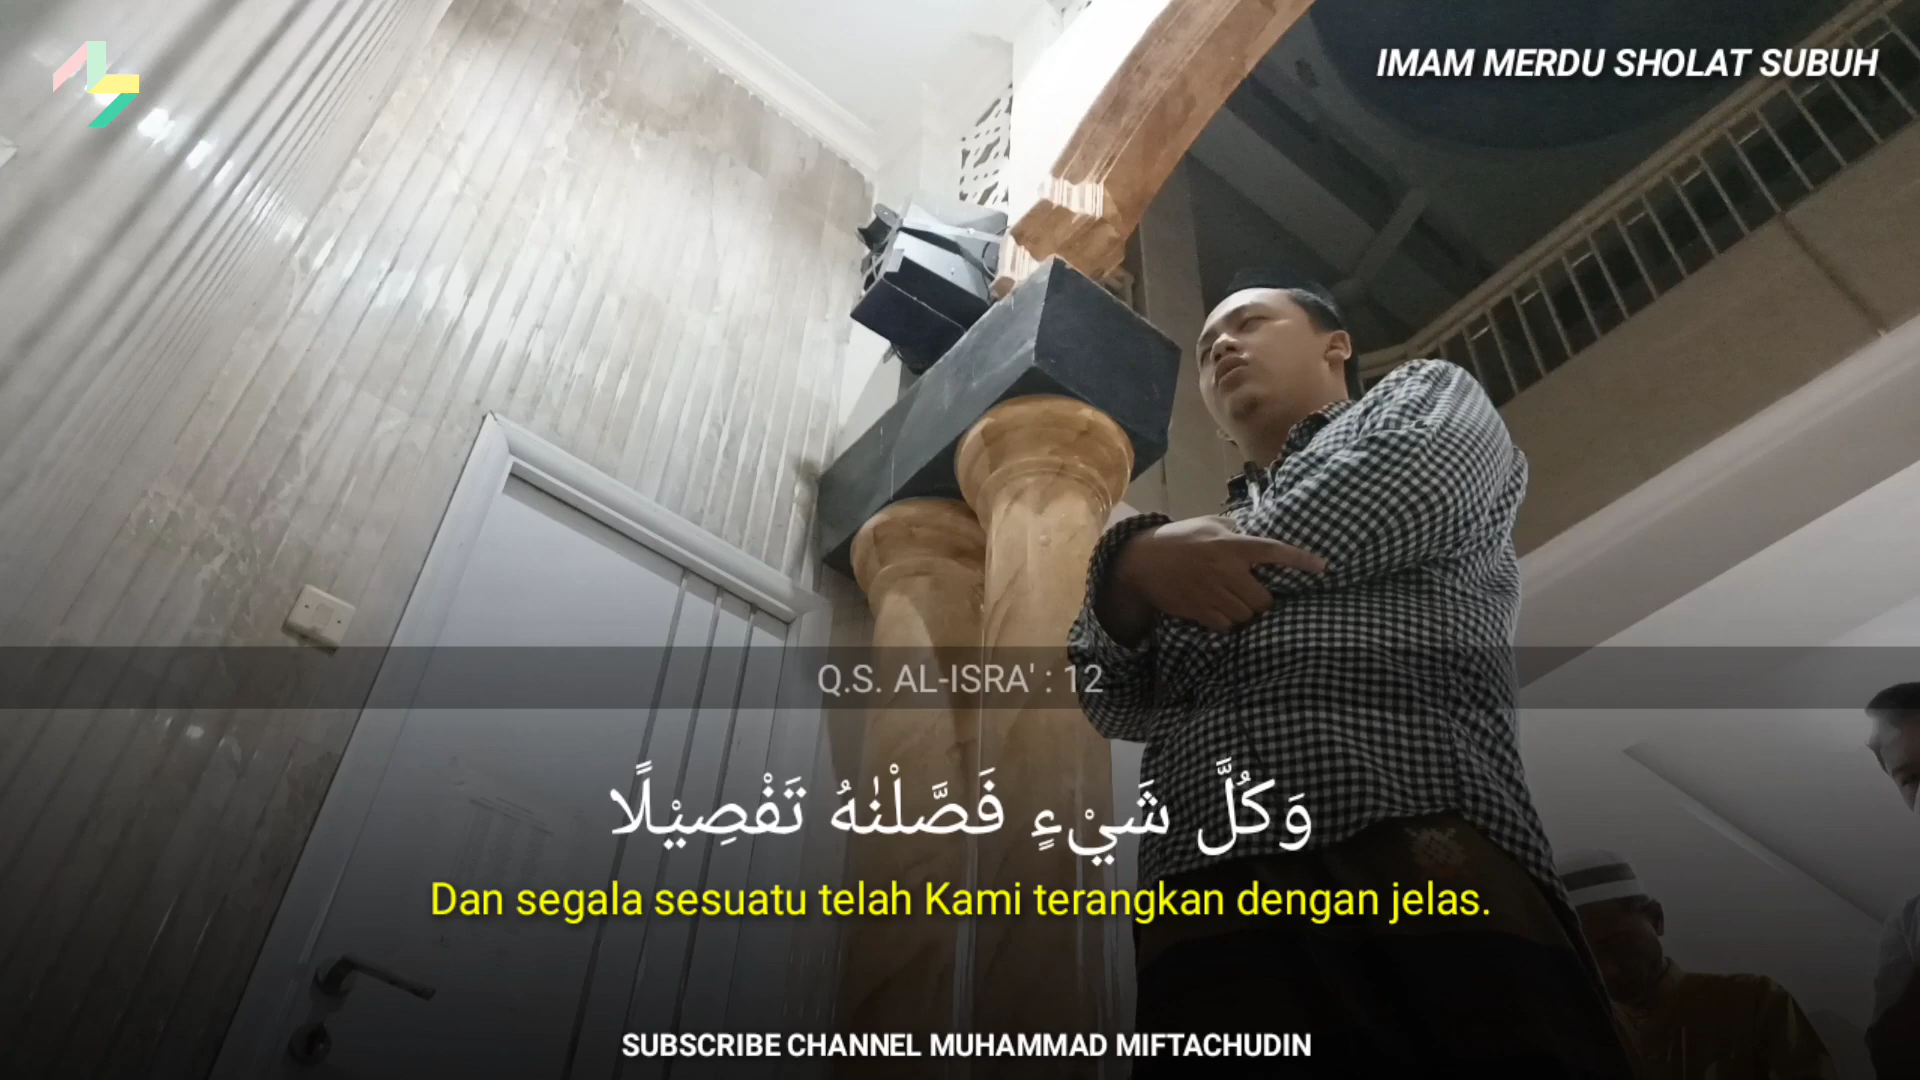 IMAM MERDU SHOLAT SUBUH
Q.S. AL-ISRA' : 12
وَكُلَّ شَيْءٍ فَصَّلْنٰهُ تَفْصِيْلًا
Dan segala sesuatu telah Kami terangkan dengan jelas.
SUBSCRIBE CHANNEL MUHAMMAD MIFTACHUDIN